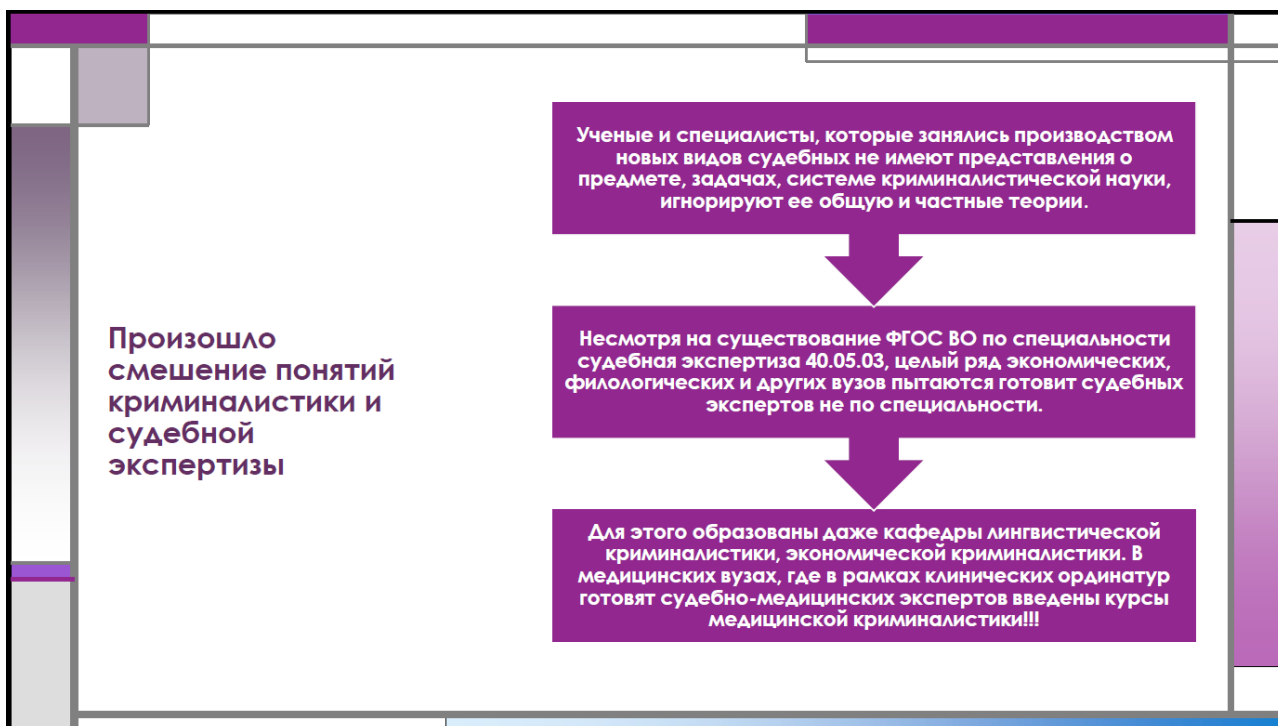 Произошло
смешение понятий
криминалистики и
судебной
экспертизы
Ученые и специалисты, которые занялись производством
новых видов судебных не имеют представления о
предмете, задачах, системе криминалистической науки,
игнорируют ее общую и частные теории.
Несмотря на существование ФГОС ВО по специальности
судебная экспертиза 40.05.03, целый ряд экономических,
филологических и других вузов пытаются готовит судебных
экспертов не по специальности.
Для этого образованы даже кафедры лингвистической
криминалистики, экономической криминалистики. В
медицинских вузах, где в рамках клинических ординатур
готовят судебно-медицинских экспертов введены курсы
медицинской криминалистики!!!